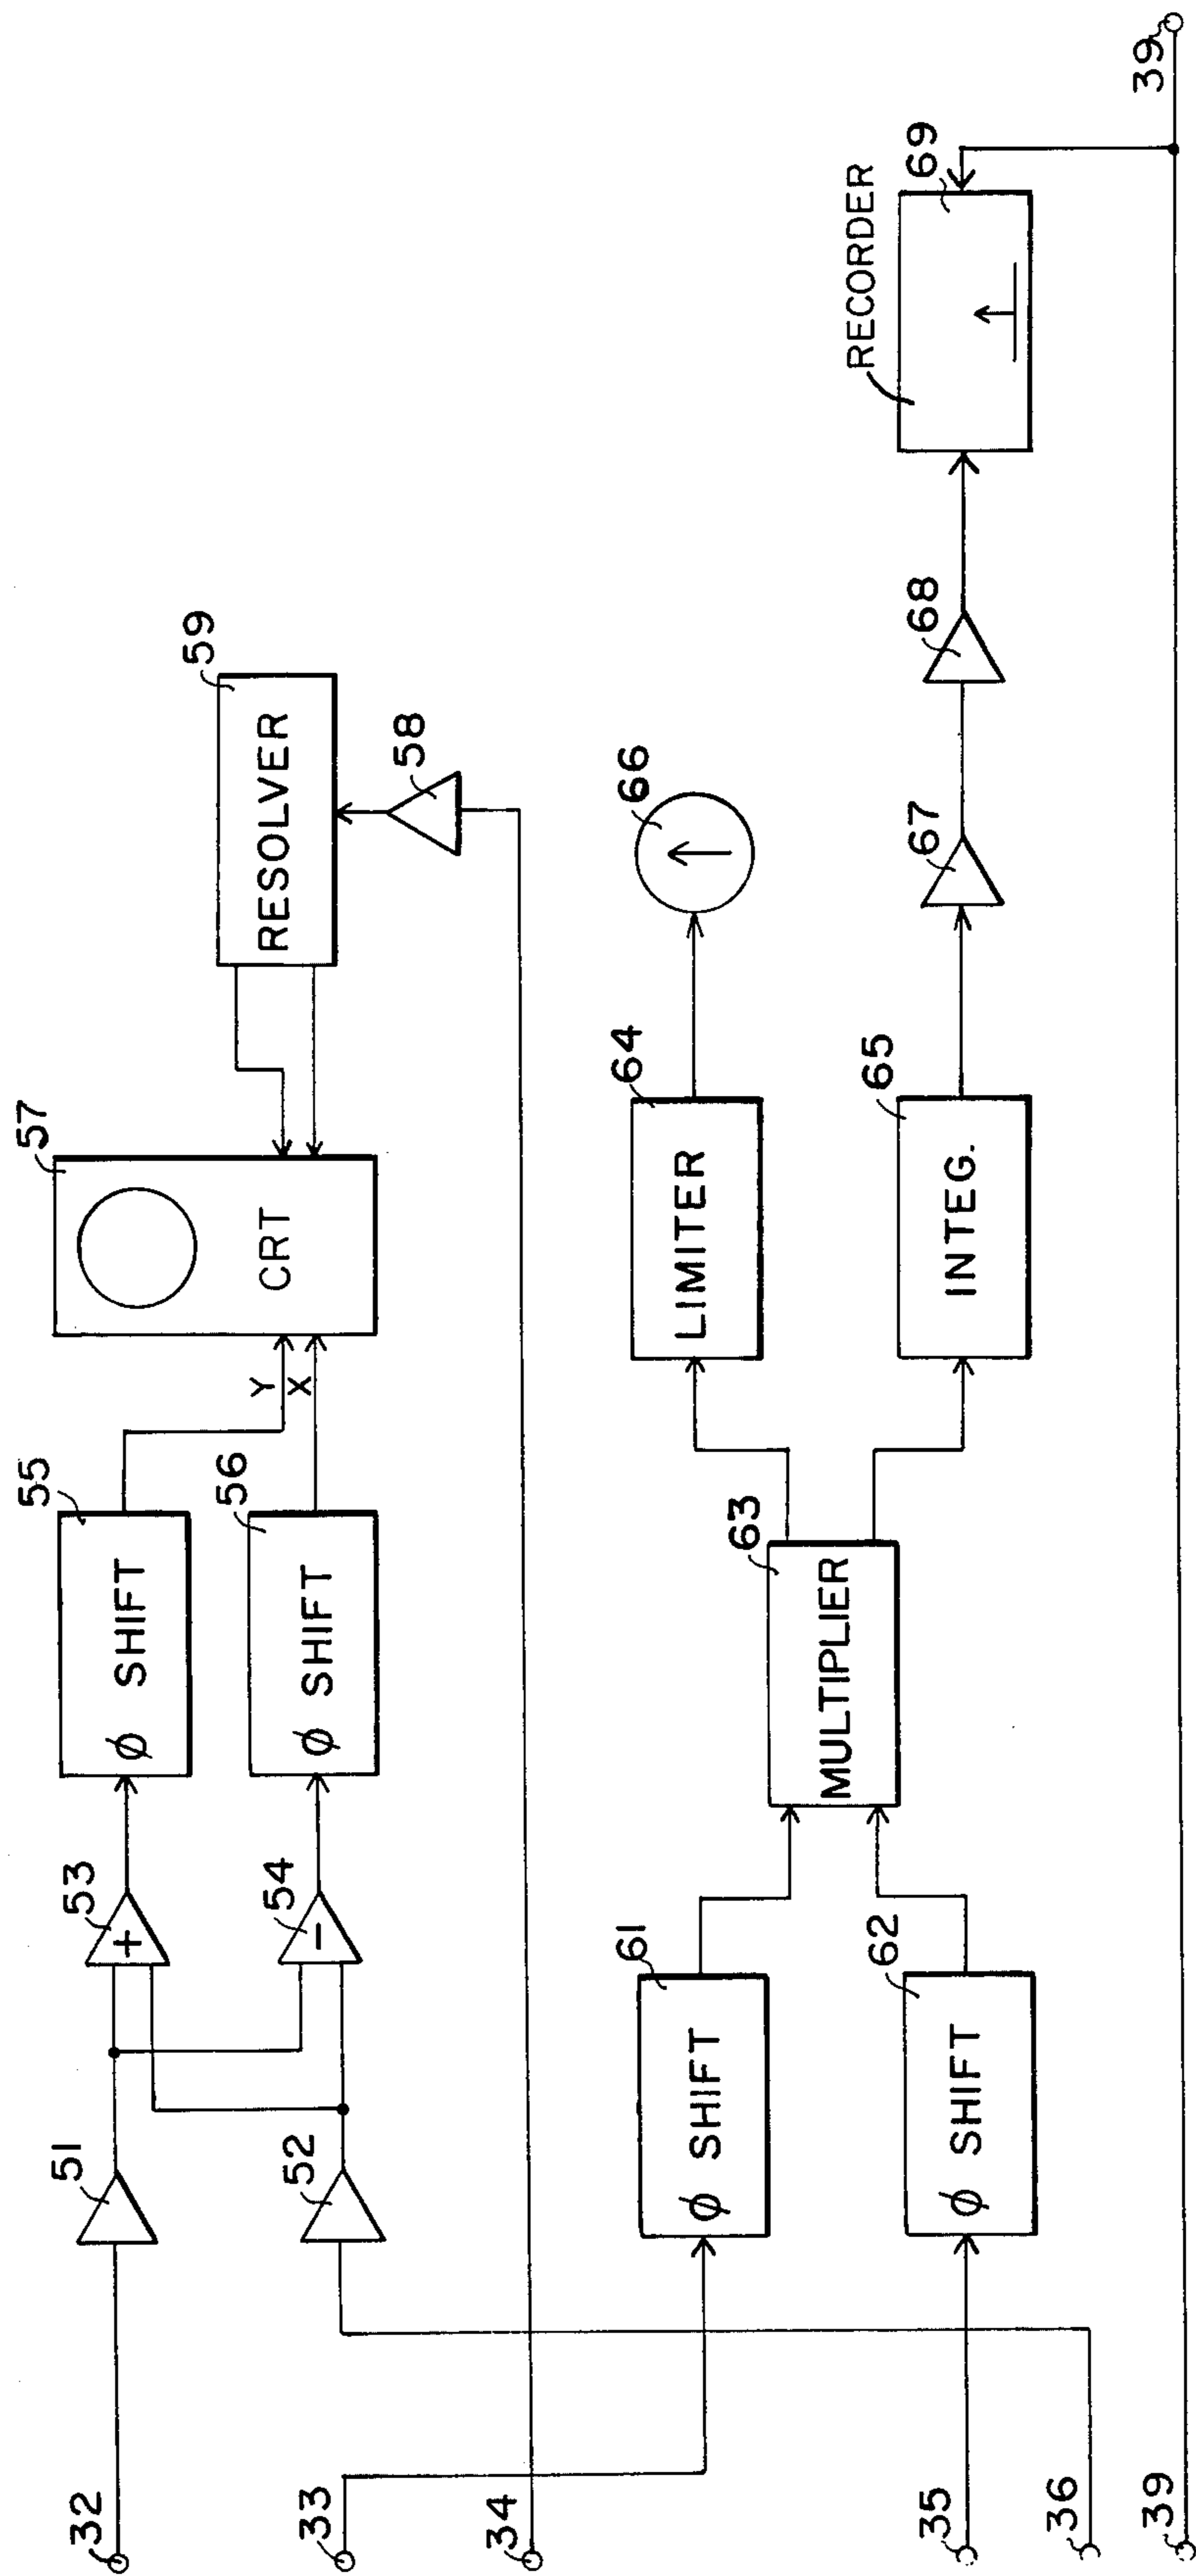 32
33
34
35
36
39
51
52
53
+
54
-
55
ϕ SHIFT
56
ϕ SHIFT
Y
X
57
CRT
59
RESOLVER
58
61
ϕ SHIFT
62
ϕ SHIFT
63
MULTIPLIER
64
LIMITER
65
INTEG.
66
67
68
RECORDER
69
39